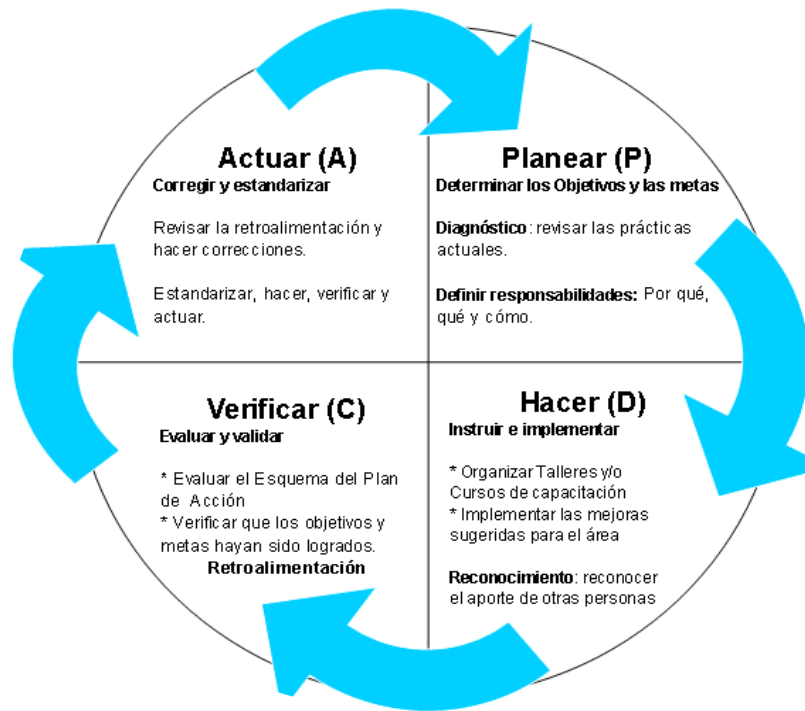 Actuar (A)
Corregir y estandarizar
Revisar la retroalimentación y
hacer correcciones.
Estandarizar, hacer, verificar y
actuar.
Planear (P)
Determinar los Objetivos y las metas
Diagnóstico: revisar las prácticas
actuales.
Definir responsabilidades: Por qué,
qué y cómo.
Verificar (C)
Evaluar y validar
* Evaluar el Esquema del Plan
de Acción
* Verificar que los objetivos y
metas hayan sido logrados.
Retroalimentación
Hacer (D)
Instruir e implementar
* Organizar Talleres y/o
Cursos de capacitación
* Implementar las mejoras
sugeridas para el área
Reconocimiento: reconocer
el aporte de otras personas